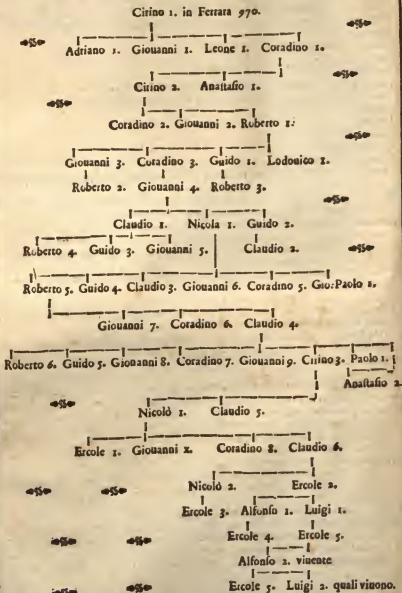 Citino 1. in Ferrara 970.
Adriano 1. Giouanni 1. Leone 1. Coradino 1.
Citino 2. Anastasio 1.
Coradino 2. Giouanni 2. Roberto 1.
Giouanni 3. Coradino 3. Guido 1. Lodouico 1.
Roberto 2. Giouanni 4. Roberto 3.
Claudio 1. Nicola 1. Guido 2.
Roberto 4. Guido 3. Giouanni 5. Claudio 2.
Roberto 5. Guido 4. Claudio 3. Giouanni 6. Coradino 5. Gio: Paolo 1.
Giouanni 7. Coradino 6. Claudio 4.
Roberto 6. Guido 5. Giouanni 8. Coradino 7. Giouanni 9. Citino 3. Paolo 1.
Anastasio 2.
Nicolò 1. Claudio 5.
Ercole 1. Giouanni x. Coradino 8. Claudio 6.
Nicolò 2. Ercole 2.
Ercole 3. Alfonso 1. Luigi 1.
Ercole 4. Ercole 5.
Alfonso 2. viuente
Ercole 5. Luigi 2. quali viuono.